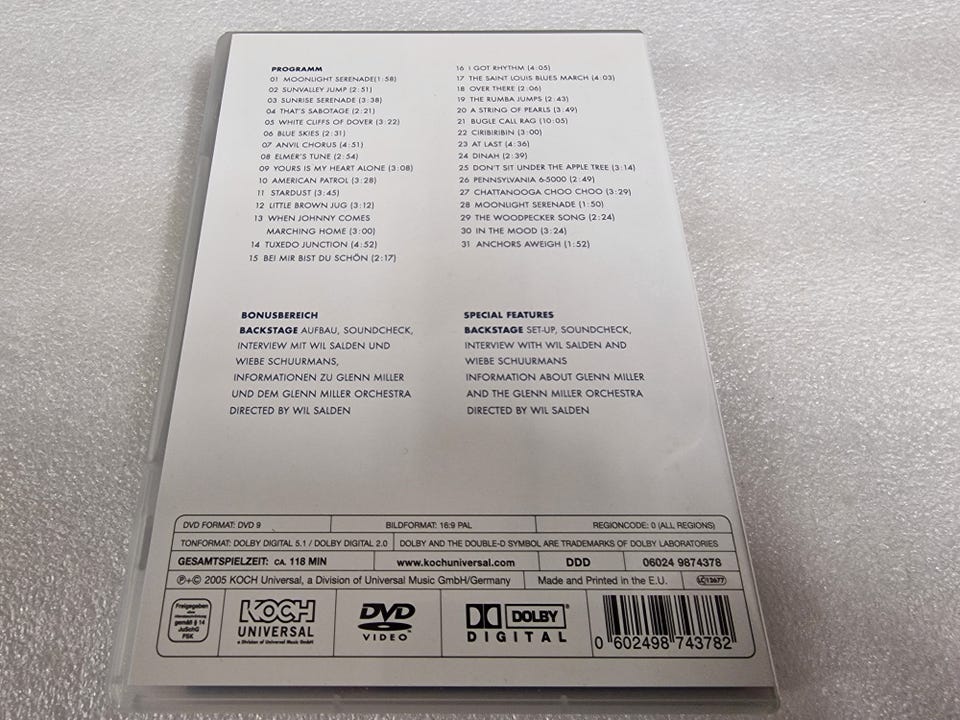 PROGRAMM
01 MOONLIGHT SERENADE(1:58)
02 SUNVALLEY JUMP (2:51)
03 SUNRISE SERENADE (3:38)
04 THAT'S SABOTAGE (2:21)
05 WHITE CLIFFS OF DOVER (3:22)
06 BLUE SKIES (2:31)
07 ANVIL CHORUS (4:51)
08 ELMER'S TUNE (2:54)
09 YOURS IS MY HEART ALONE (3:08)
10 AMERICAN PATROL (3:28)
11 STARDUST (3:45)
12 LITTLE BROWN JUG (3:12)
13 WHEN JOHNNY COMES
MARCHING HOME (3:00)
14 TUXEDO JUNCTION (4:52)
15 BEI MIR BIST DU SCHÖN (2:17)
16 I GOT RHYTHM (4:05)
17 THE SAINT LOUIS BLUES MARCH (4:03)
18 OVER THERE (2:06)
19 THE RUMBA JUMPS (2:43)
20 A STRING OF PEARLS (3:49)
21 BUGLE CALL RAG (10:05)
22 CIRIBIRIBIN (3:00)
23 AT LAST (4:36)
24 DINAH (2:39)
25 DON'T SIT UNDER THE APPLE TREE (3:14)
26 PENNSYLVANIA 6-5000 (2:49)
27 CHATTANOOGA CHOO CHOO (3:29)
28 MOONLIGHT SERENADE (1:50)
29 THE WOODPECKER SONG (2:24)
30 IN THE MOOD (3:24)
31 ANCHORS AWEIGH (1:52)
BONUSBEREICH
BACKSTAGE AUFBAU, SOUNDCHECK,
INTERVIEW MIT WIL SALDEN UND
WIEBE SCHUURMANS,
INFORMATIONEN ZU GLENN MILLER
UND DEM GLENN MILLER ORCHESTRA
DIRECTED BY WIL SALDEN
SPECIAL FEATURES
BACKSTAGE SET-UP, SOUNDCHECK,
INTERVIEW WITH WIL SALDEN AND
WIEBE SCHUURMANS
INFORMATION ABOUT GLENN MILLER
AND THE GLENN MILLER ORCHESTRA
DIRECTED BY WIL SALDEN
DVD FORMAT: DVD 9 BILDFORMAT: 16:9 PAL REGIONCODE: 0 (ALL REGIONS)
TONFORMAT: DOLBY DIGITAL 5.1 / DOLBY DIGITAL 2.0 DOLBY AND THE DOUBLE-D SYMBOL ARE TRADEMARKS OF DOLBY LABORATORIES
GESAMTSPIELZEIT: CA. 118 MIN www.kochuniversal.com DDD 06024 9874378
℗+© 2005 KOCH Universal, a Division of Universal Music GmbH/Germany Made and Printed in the E.U. LC12677
Freigegeben
gemäß § 14
JuSchG
FSK
KOCH
UNIVERSAL
a Division of Universal Music GmbH
DVD
VIDEO™
DOLBY®
DIGITAL
0 602498 743782